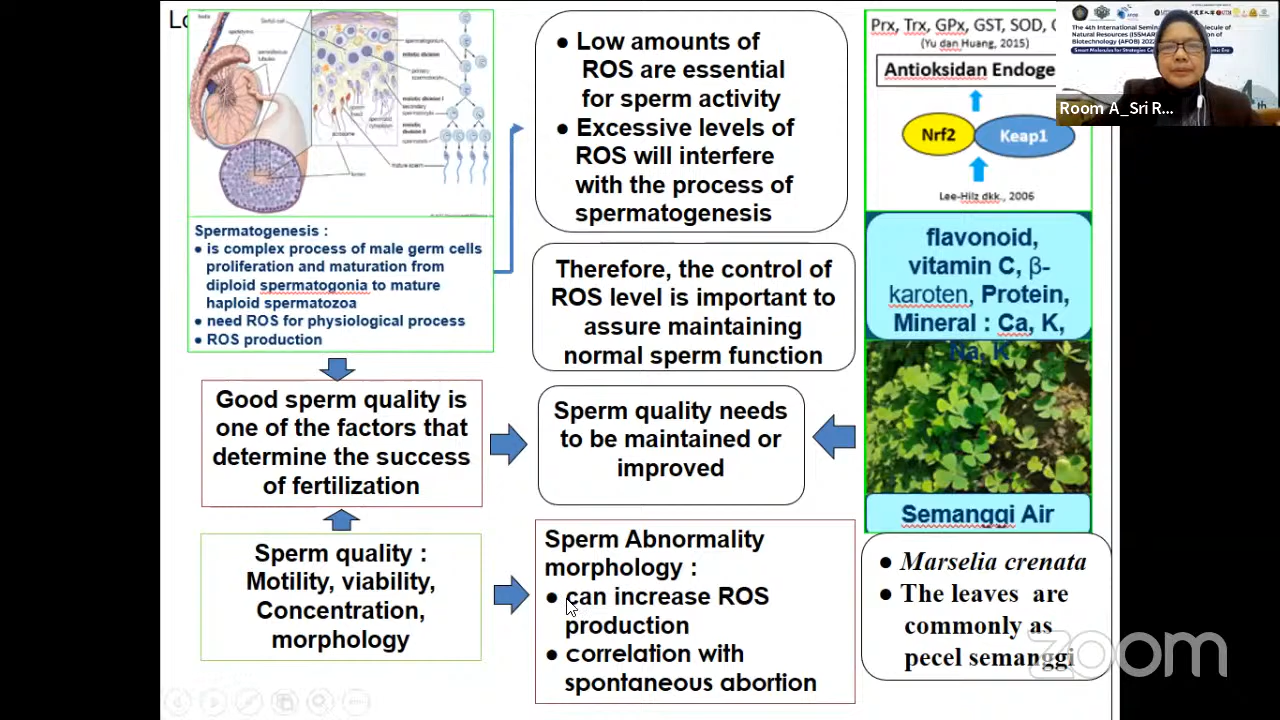 Spermatogenesis :
● is complex process of male germ cells
proliferation and maturation from
diploid spermatogonia to mature
haploid spermatozoa
● need ROS for physiological process
● ROS production
Good sperm quality is
one of the factors that
determine the success
of fertilization
Sperm quality :
Motility, viability,
Concentration,
morphology
● Low amounts of
ROS are essential
for sperm activity
● Excessive levels of
ROS will interfere
with the process of
spermatogenesis
Therefore, the control of
ROS level is important to
assure maintaining
normal sperm function
Sperm quality needs
to be maintained or
improved
Sperm Abnormality
morphology :
● can increase ROS
production
● correlation with
spontaneous abortion
Prx, Trx, GPx, GST, SOD,
(Yu dan Huang, 2015)
Antioksidan Endoge
Nrf2
Keap1
Lee-Hilz dkk., 2006
flavonoid,
vitamin C, β-
karoten, Protein,
Mineral : Ca, K,
Na, K
Semanggi Air
● Marselia crenata
● The leaves are
commonly as
pecel semanggi
Room A_Sri R...
zoom